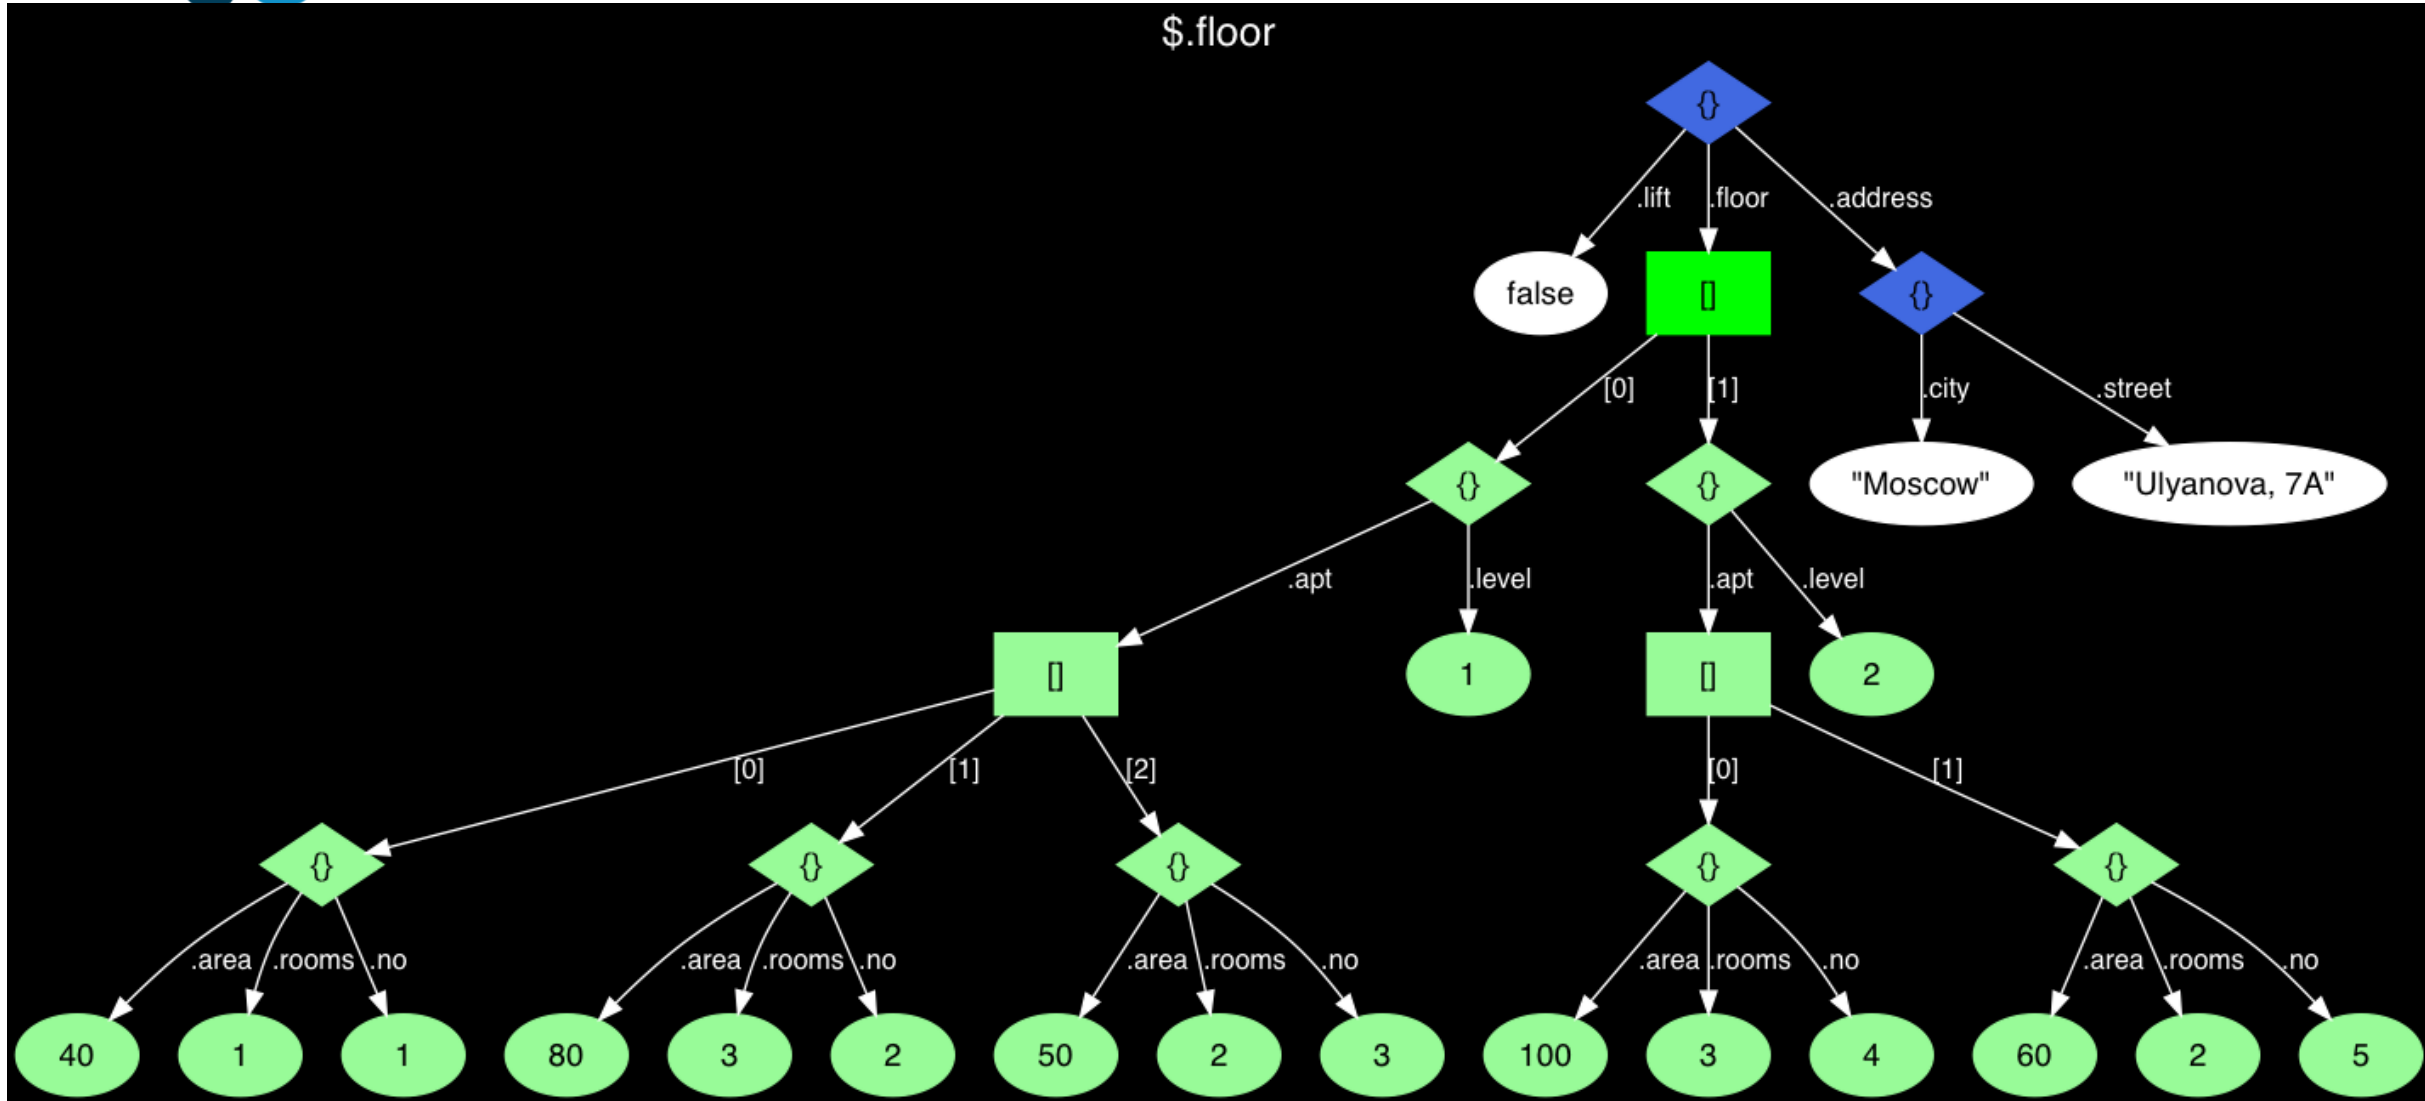 $.floor
{}
.lift .floor .address
false [] {}
[0] [1] .city .street
{} {} "Moscow" "Ulyanova, 7A"
.apt .level .apt .level
[] 1 [] 2
[0] [1] [2] [0] [1]
{} {} {} {} {}
.area .rooms .no .area .rooms .no .area .rooms .no .area .rooms .no .area .rooms .no
40 1 1 80 3 2 50 2 3 100 3 4 60 2 5